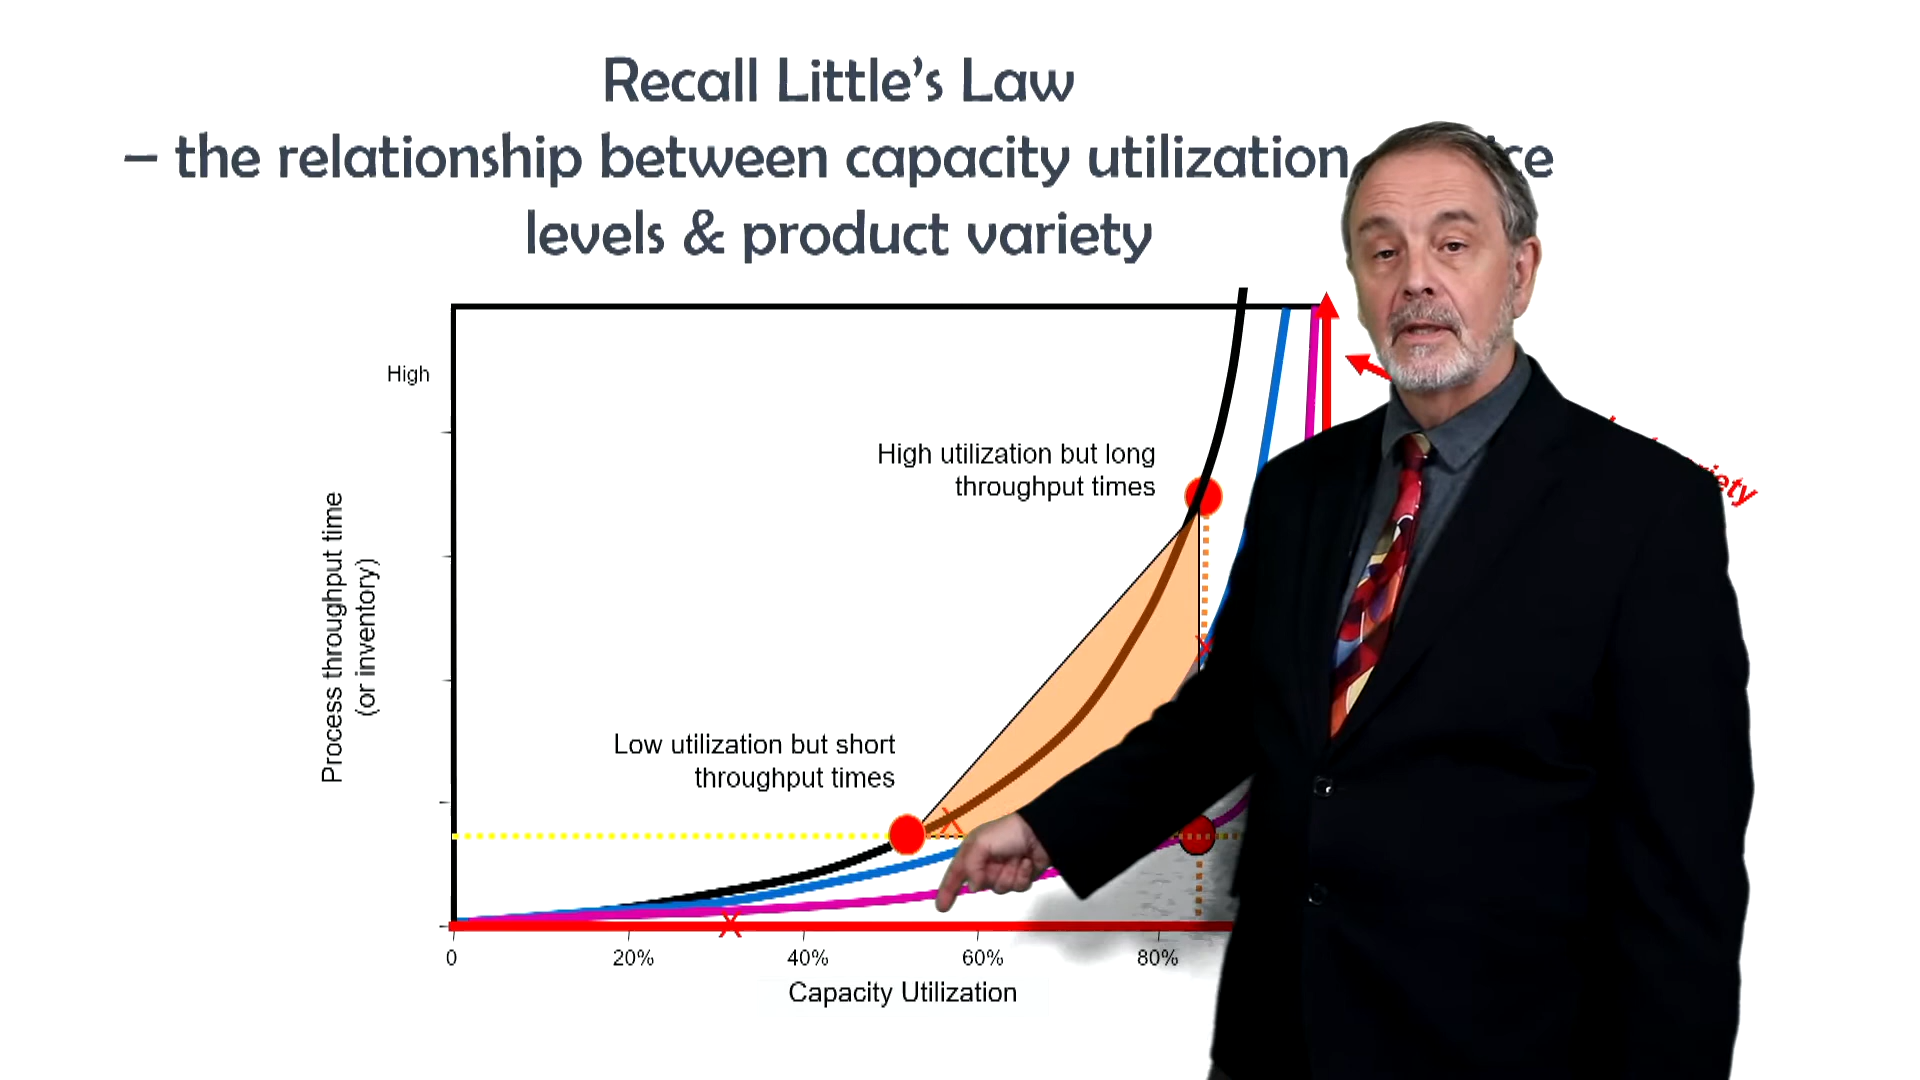 Recall Little’s Law
– the relationship between capacity utilization
levels & product variety
High
High utilization but long
throughput times
Process throughput time
(or inventory)
Low utilization but short
throughput times
0 20% 40% 60% 80%
Capacity Utilization